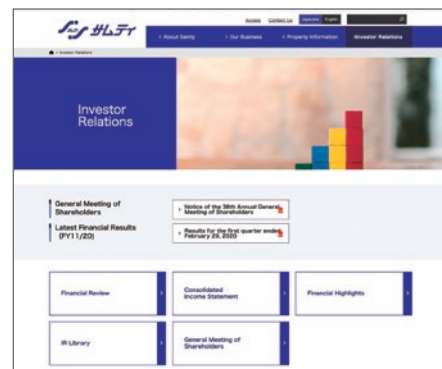 Access
Contact Us
Japanese
English
サムティ
About Samty
Our Business
Property Information
Investor Relations
> Investor Relations
Investor
Relations
General Meeting of
Shareholders
> Notice of the 38th Annual General
Meeting of Shareholders
Latest Financial Results
(FY11/20)
> Results for the first quarter ended
February 29, 2020
Financial Review
Consolidated
Income Statement
Financial Highlights
IR Library
General Meeting of
Shareholders